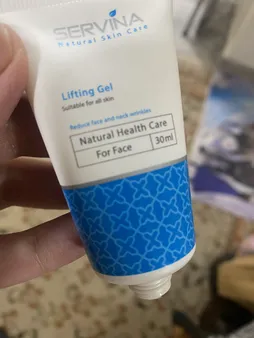 SERVINA
Natural Skin Care
Lifting Gel
Suitable for all skin
Reduce face and neck wrinkles
Natural Health Care
For Face 30ml